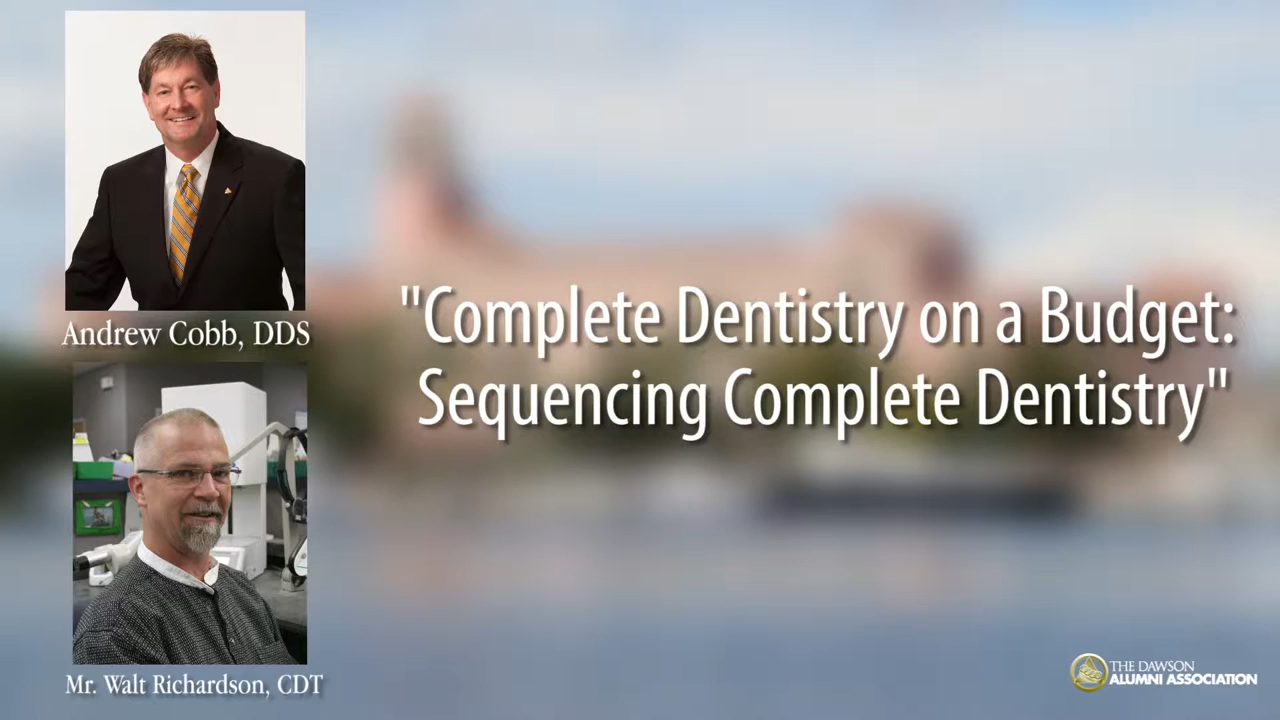 Andrew Cobb, DDS
Mr. Walt Richardson, CDT
"Complete Dentistry on a Budget:
Sequencing Complete Dentistry"
THE DAWSON
ALUMNI ASSOCIATION